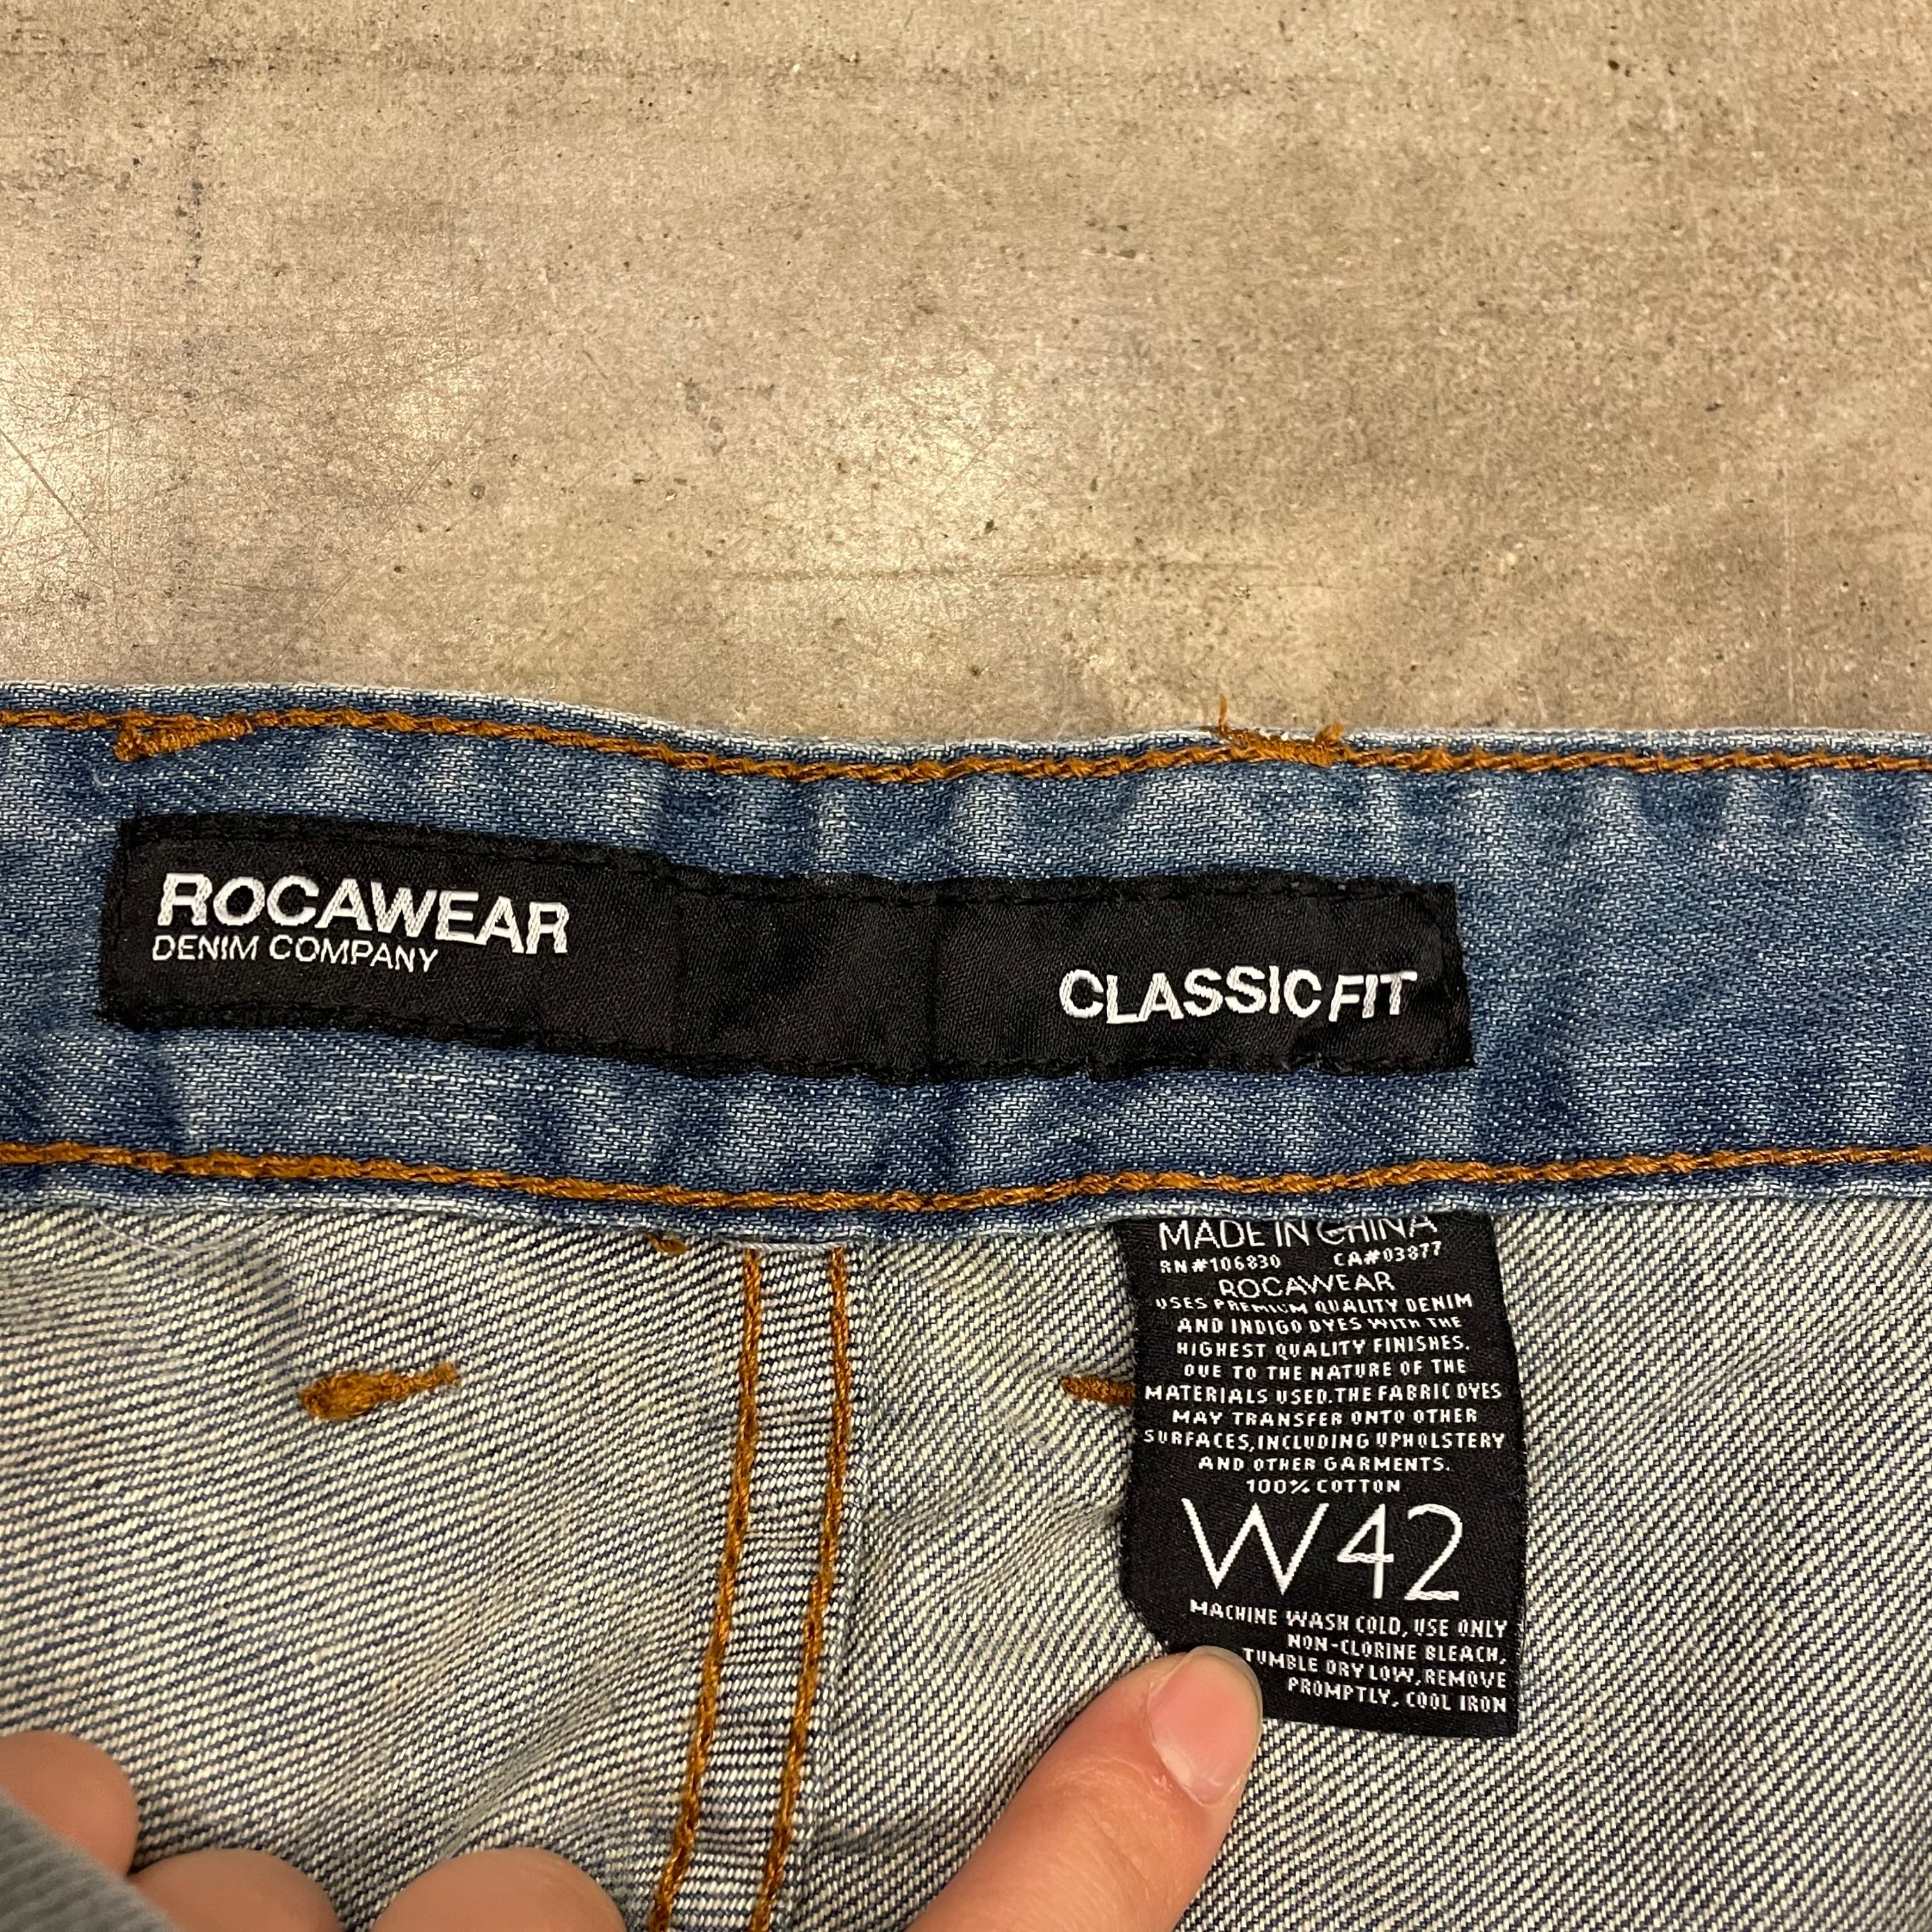 ROCAWEAR
DENIM COMPANY
CLASSIC FIT
MADE IN CHINA
RN#106830 CA#03877
ROCAWEAR
USES PREMIUM QUALITY DENIM
AND INDIGO DYES WITH THE
HIGHEST QUALITY FINISHES.
DUE TO THE NATURE OF THE
MATERIALS USED.THE FABRIC DYES
MAY TRANSFER ONTO OTHER
SURFACES,INCLUDING UPHOLSTERY
AND OTHER GARMENTS.
100% COTTON
W42
MACHINE WASH COLD, USE ONLY
NON-CLORINE BLEACH,
TUMBLE DRY LOW,REMOVE
PROMPTLY, COOL IRON